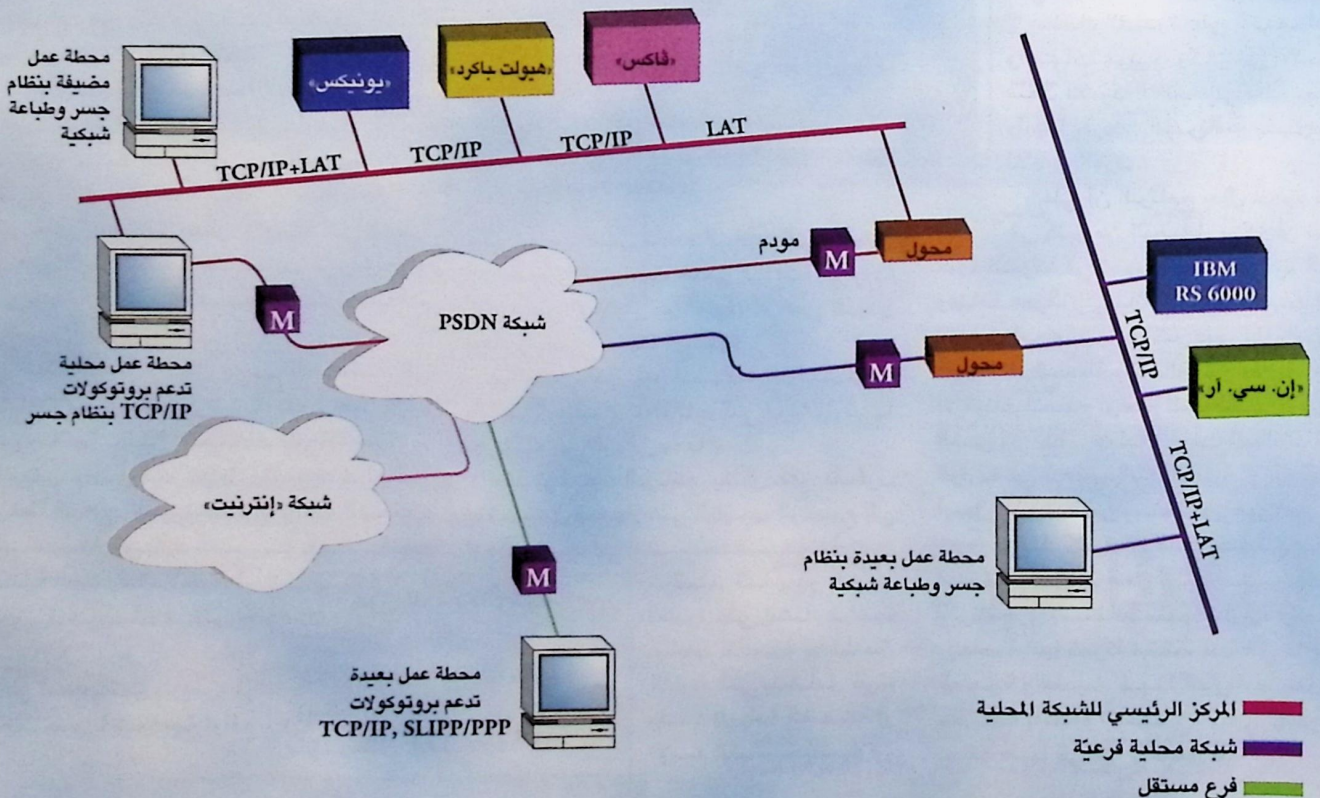 محطة عمل
مضيفة بنظام
جسر وطباعة
شبكية
«يونيكس»
«هيولت باكرد»
«ڤاكس»
TCP/IP+LAT
TCP/IP
TCP/IP
LAT
محول
مودم
M
M
شبكة PSDN
محطة عمل محلية
تدعم بروتوكولات
TCP/IP بنظام جسر
شبكة «إنترنيت»
M
محول
M
IBM
RS 6000
TCP/IP
«إن. سي. آر»
TCP/IP+LAT
محطة عمل بعيدة بنظام
جسر وطباعة شبكية
محطة عمل بعيدة
تدعم بروتوكولات
TCP/IP, SLIPP/PPP
المركز الرئيسي للشبكة المحلية
شبكة محلية فرعيّة
فرع مستقل